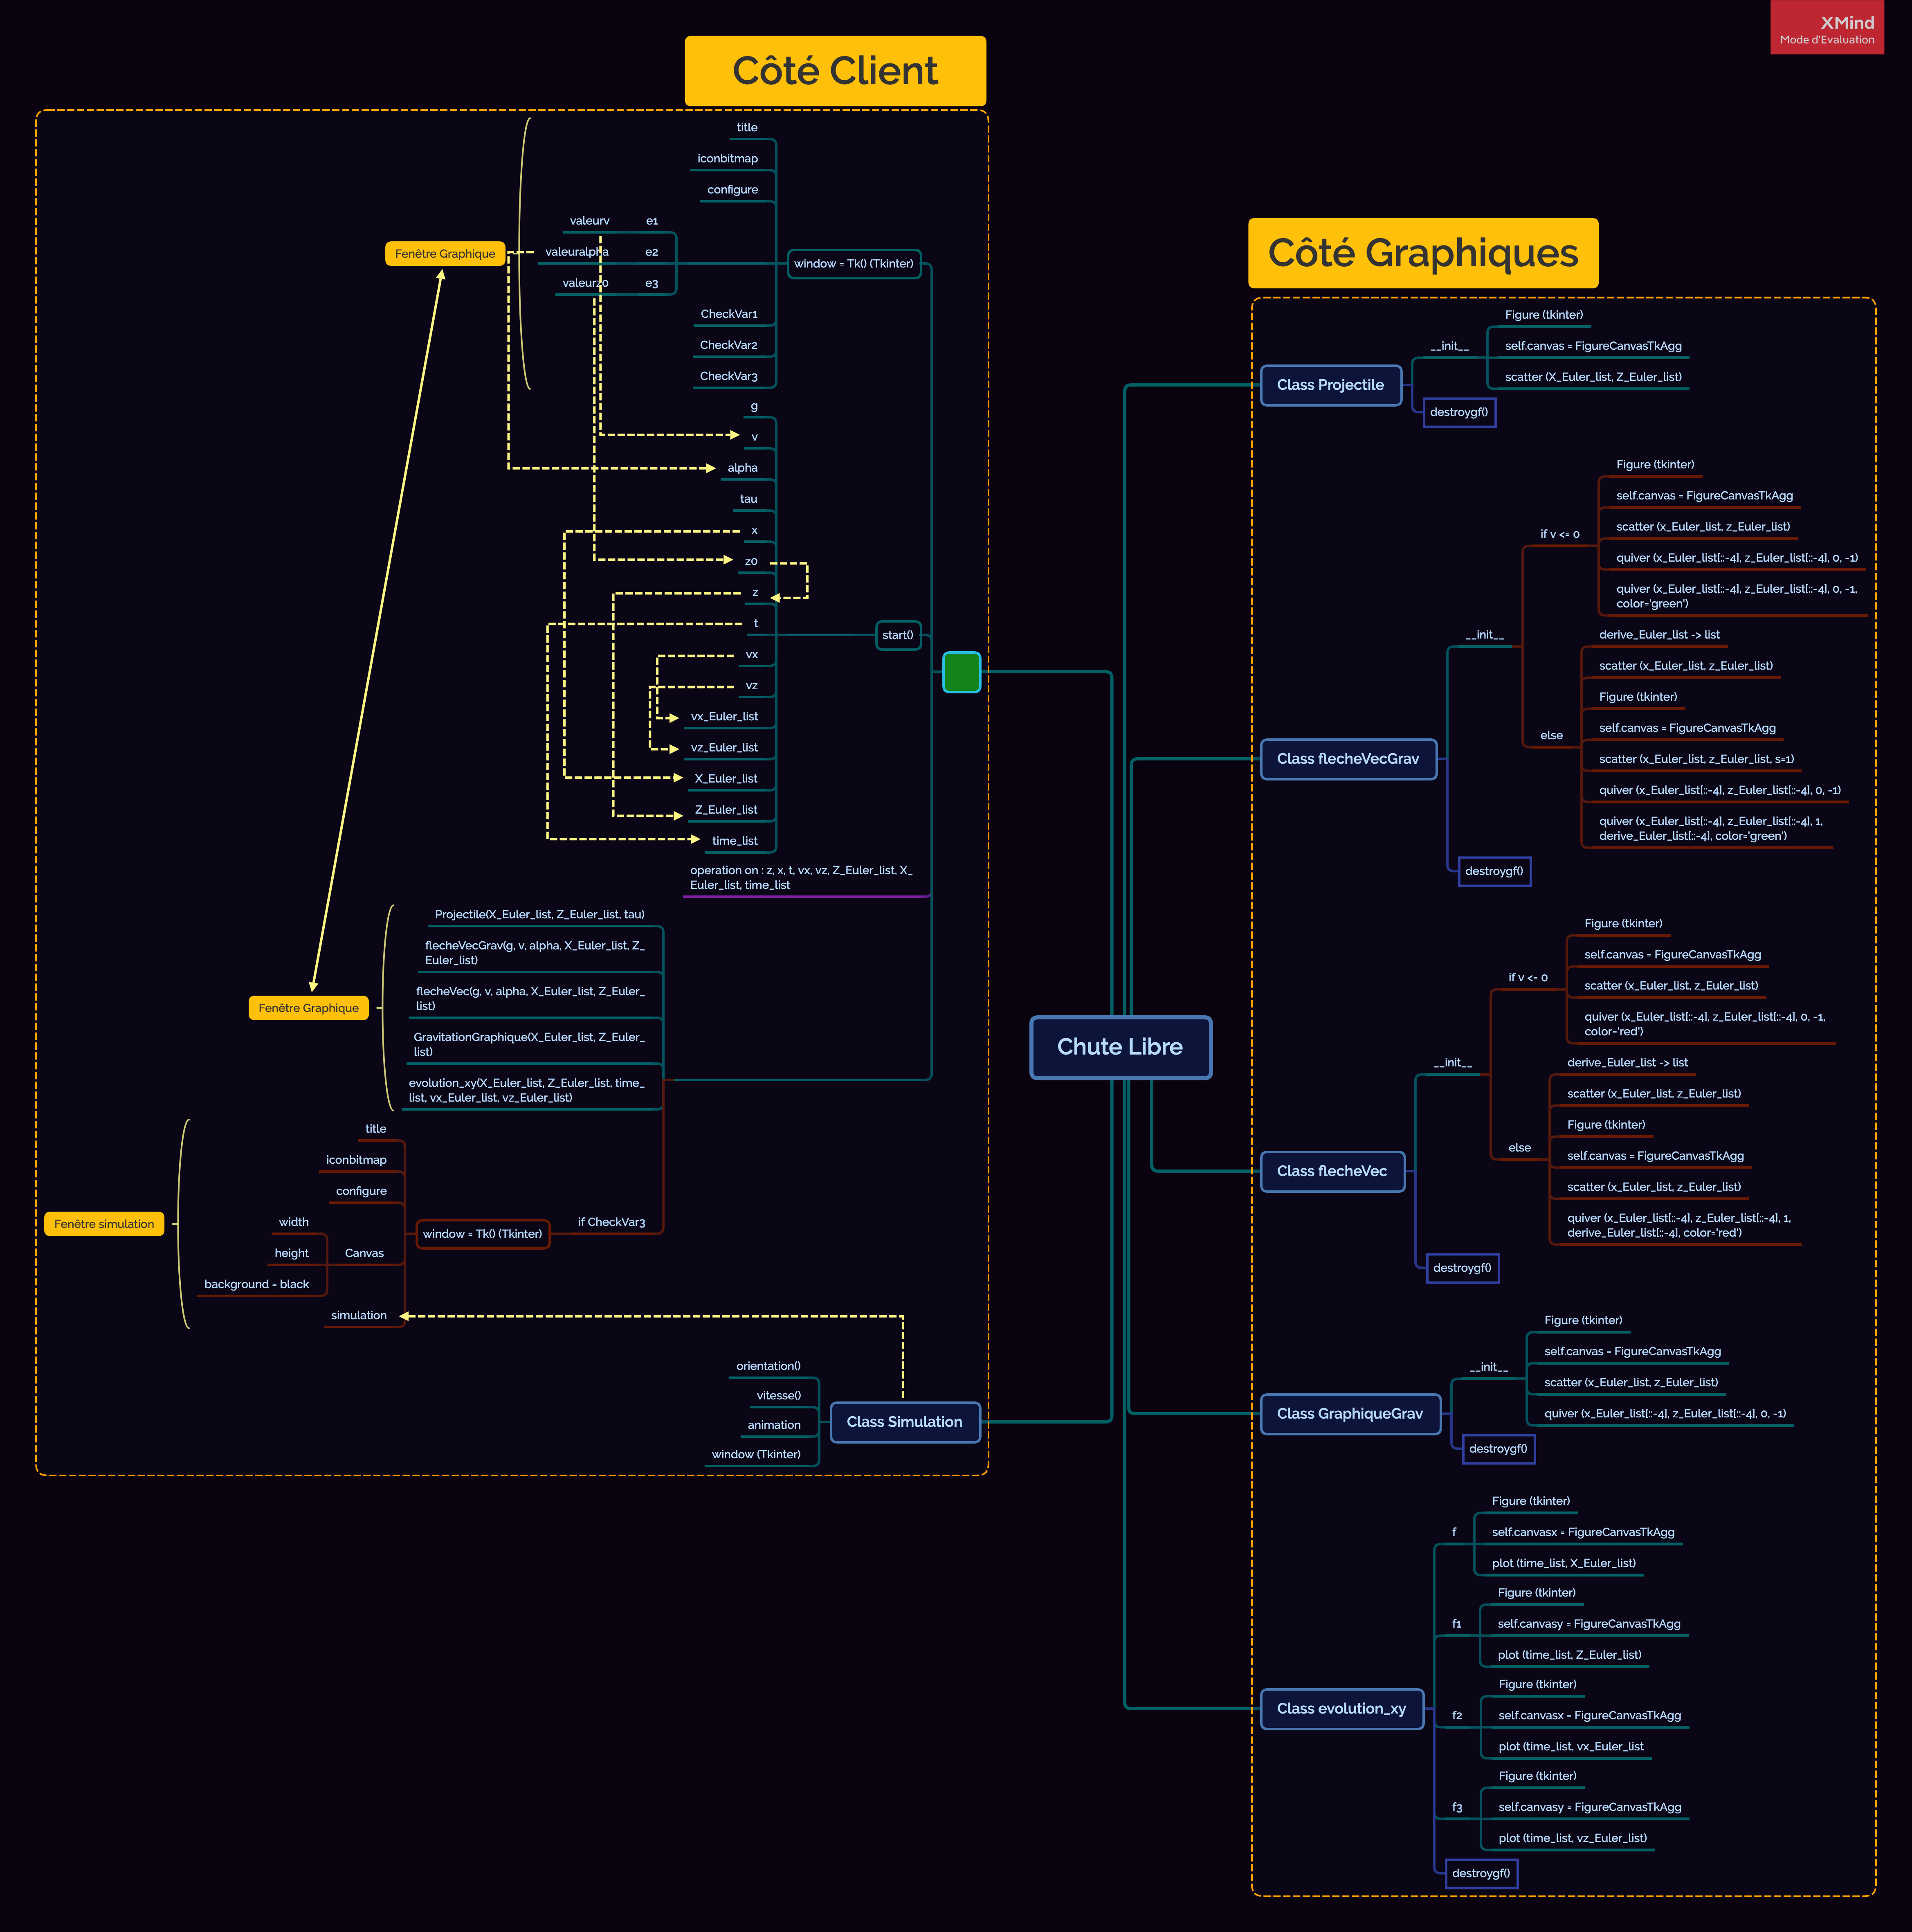 XMind
Mode d'Evaluation
Côté Client
title
iconbitmap
configure
valeurv
e1
Fenêtre Graphique
valeuralpha
e2
window = Tk() (Tkinter)
valeurz0
e3
CheckVar1
CheckVar2
CheckVar3
g
v
alpha
tau
x
z0
z
t
start()
vx
vz
vx_Euler_list
vz_Euler_list
X_Euler_list
Z_Euler_list
time_list
operation on : z, x, t, vx, vz, Z_Euler_list, X_
Euler_list, time_list
Projectile(X_Euler_list, Z_Euler_list, tau)
flecheVecGrav(g, v, alpha, X_Euler_list, Z_
Euler_list)
flecheVec(g, v, alpha, X_Euler_list, Z_Euler_
list)
Fenêtre Graphique
GravitationGraphique(X_Euler_list, Z_Euler_
list)
evolution_xy(X_Euler_list, Z_Euler_list, time_
list, vx_Euler_list, vz_Euler_list)
title
iconbitmap
configure
Fenêtre simulation
width
height
background = black
Canvas
window = Tk() (Tkinter)
if CheckVar3
simulation
orientation()
vitesse()
animation
window (Tkinter)
Class Simulation
Chute Libre
Côté Graphiques
Class Projectile
__init__
Figure (tkinter)
self.canvas = FigureCanvasTkAgg
scatter (X_Euler_list, Z_Euler_list)
destroygf()
Class flecheVecGrav
__init__
if v <= 0
Figure (tkinter)
self.canvas = FigureCanvasTkAgg
scatter (x_Euler_list, z_Euler_list)
quiver (x_Euler_list[::-4], z_Euler_list[::-4], 0, -1)
quiver (x_Euler_list[::-4], z_Euler_list[::-4], 0, -1,
color='green')
else
derive_Euler_list -> list
scatter (x_Euler_list, z_Euler_list)
Figure (tkinter)
self.canvas = FigureCanvasTkAgg
scatter (x_Euler_list, z_Euler_list, s=1)
quiver (x_Euler_list[::-4], z_Euler_list[::-4], 0, -1)
quiver (x_Euler_list[::-4], z_Euler_list[::-4], 1,
derive_Euler_list[::-4], color='green')
destroygf()
Class flecheVec
__init__
if v <= 0
Figure (tkinter)
self.canvas = FigureCanvasTkAgg
scatter (x_Euler_list, z_Euler_list)
quiver (x_Euler_list[::-4], z_Euler_list[::-4], 0, -1,
color='red')
else
derive_Euler_list -> list
scatter (x_Euler_list, z_Euler_list)
Figure (tkinter)
self.canvas = FigureCanvasTkAgg
scatter (x_Euler_list, z_Euler_list)
quiver (x_Euler_list[::-4], z_Euler_list[::-4], 1,
derive_Euler_list[::-4], color='red')
destroygf()
Class GraphiqueGrav
__init__
Figure (tkinter)
self.canvas = FigureCanvasTkAgg
scatter (x_Euler_list, z_Euler_list)
quiver (x_Euler_list[::-4], z_Euler_list[::-4], 0, -1)
destroygf()
Class evolution_xy
f
Figure (tkinter)
self.canvasx = FigureCanvasTkAgg
plot (time_list, X_Euler_list)
f1
Figure (tkinter)
self.canvasy = FigureCanvasTkAgg
plot (time_list, Z_Euler_list)
f2
Figure (tkinter)
self.canvasx = FigureCanvasTkAgg
plot (time_list, vx_Euler_list
f3
Figure (tkinter)
self.canvasy = FigureCanvasTkAgg
plot (time_list, vz_Euler_list)
destroygf()